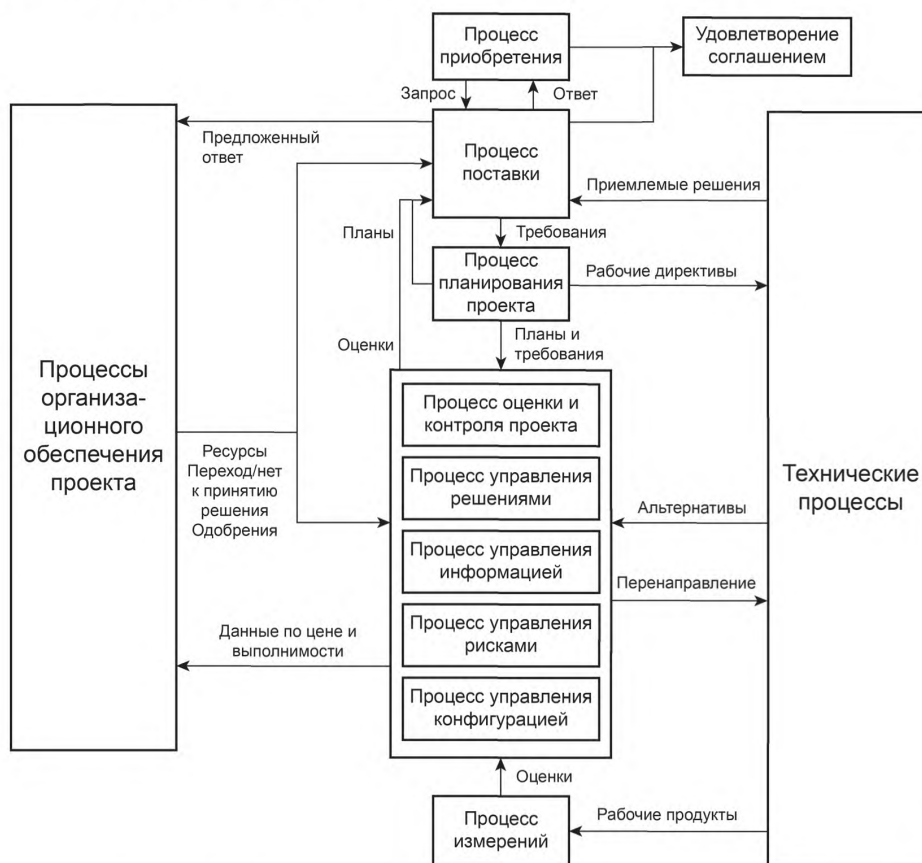 Процесс
приобретения
Удовлетворение
соглашением
Запрос
Ответ
Предложенный
ответ
Процесс
поставки
Приемлемые решения
Планы
Требования
Процесс
планирования
проекта
Рабочие директивы
Оценки
Планы и
требования
Процессы
организа-
ционного
обеспечения
проекта
Процесс оценки и
контроля проекта
Ресурсы
Переход/нет
к принятию
решения
Одобрения
Процесс управления
решениями
Технические
процессы
Альтернативы
Процесс управления
информацией
Перенаправление
Данные по цене и
выполнимости
Процесс управления
рисками
Процесс управления
конфигурацией
Оценки
Процесс
измерений
Рабочие продукты